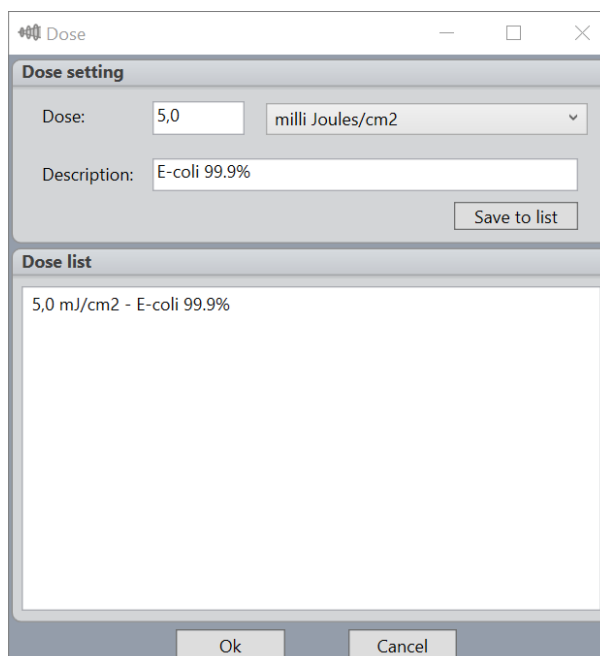 Dose
Dose setting
Dose: 5,0 milli Joules/cm2
Description: E-coli 99.9%
Save to list
Dose list
5,0 mJ/cm2 - E-coli 99.9%
Ok Cancel